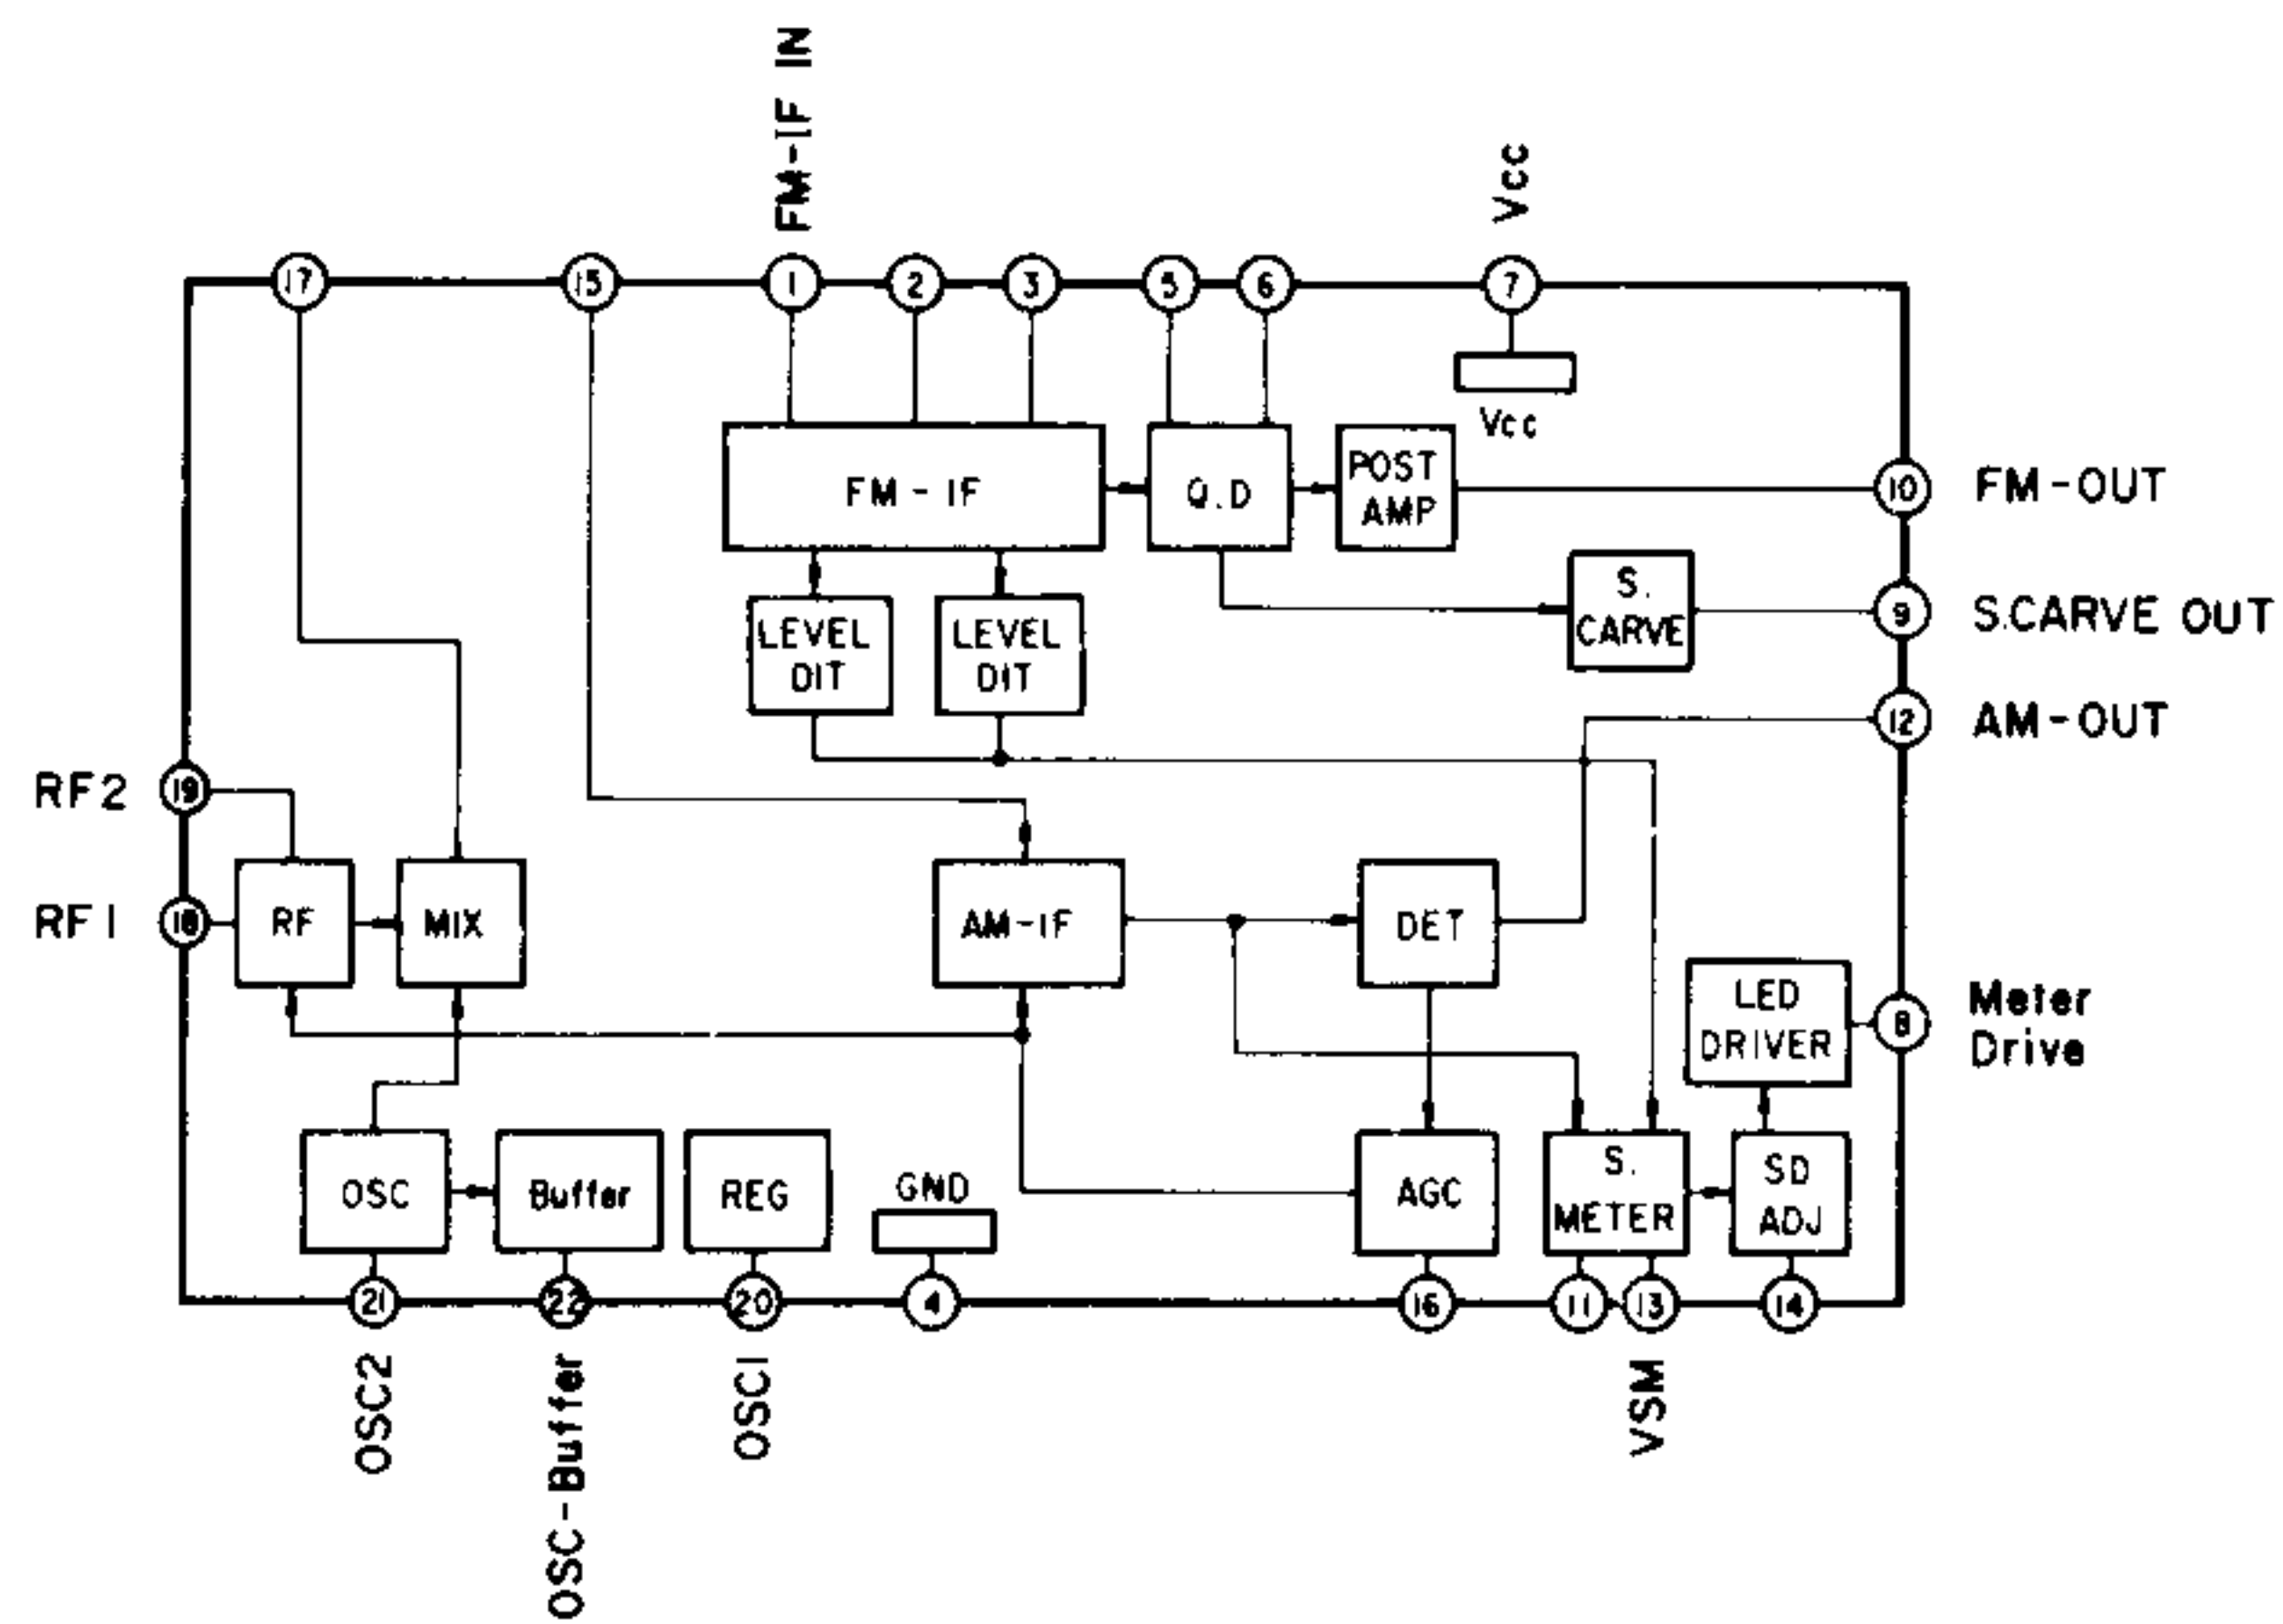 FM-IF IN
Vcc
17
15
1
2
3
5
6
7
Vcc
FM-IF
Q.D
POST
AMP
10
FM-OUT
S.
CARVE
9
S.CARVE OUT
LEVEL
DIT
LEVEL
DIT
12
AM-OUT
RF2
19
RF1
18
RF
MIX
AM-IF
DET
LED
DRIVER
8
Meter
Drive
OSC
Buffer
REG
GND
AGC
S.
METER
SD
ADJ
21
22
20
4
16
11
13
14
OSC2
OSC-Buffer
OSC1
VSM